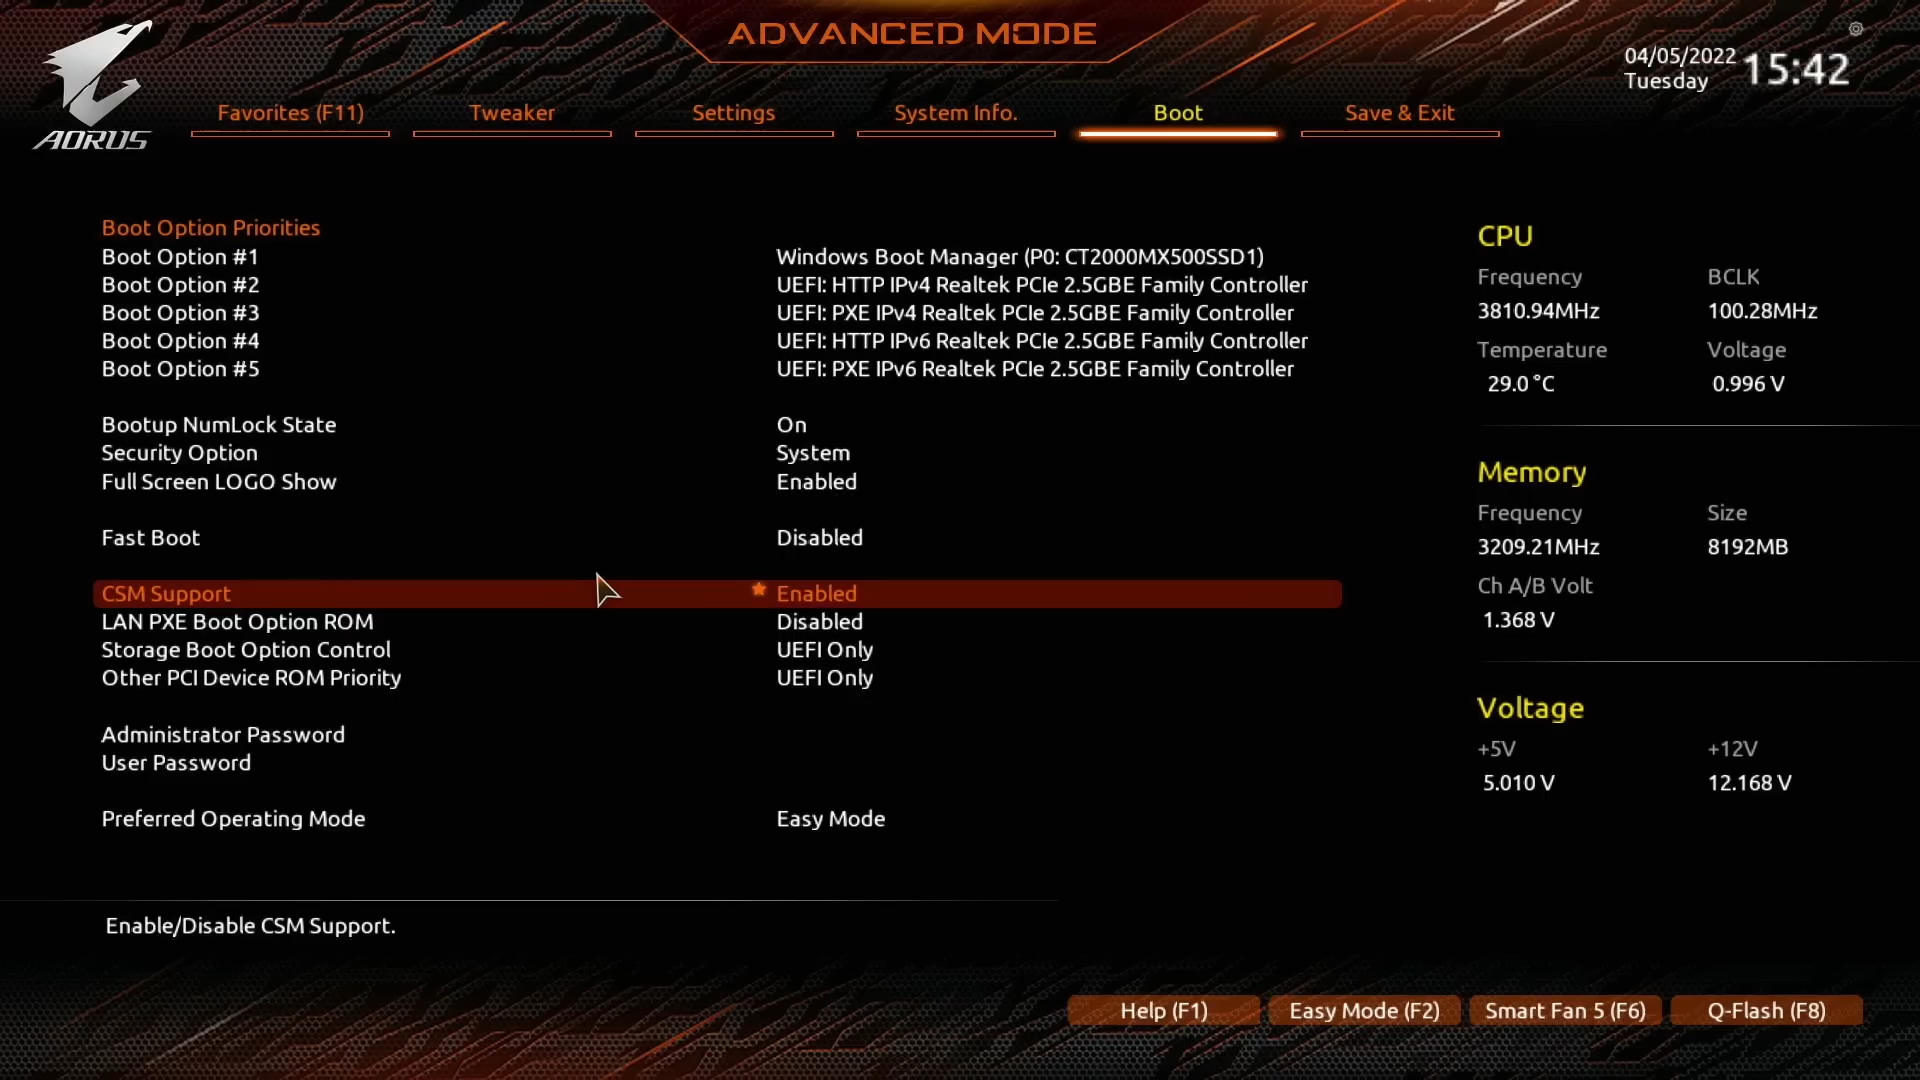 ADVANCED MODE
AORUS
04/05/2022
Tuesday
15:42
Favorites (F11)
Tweaker
Settings
System Info.
Boot
Save & Exit
Boot Option Priorities
Boot Option #1 Windows Boot Manager (P0: CT2000MX500SSD1)
Boot Option #2 UEFI: HTTP IPv4 Realtek PCIe 2.5GBE Family Controller
Boot Option #3 UEFI: PXE IPv4 Realtek PCIe 2.5GBE Family Controller
Boot Option #4 UEFI: HTTP IPv6 Realtek PCIe 2.5GBE Family Controller
Boot Option #5 UEFI: PXE IPv6 Realtek PCIe 2.5GBE Family Controller
Bootup NumLock State On
Security Option System
Full Screen LOGO Show Enabled
Fast Boot Disabled
CSM Support Enabled
LAN PXE Boot Option ROM Disabled
Storage Boot Option Control UEFI Only
Other PCI Device ROM Priority UEFI Only
Administrator Password
User Password
Preferred Operating Mode Easy Mode
CPU
Frequency BCLK
3810.94MHz 100.28MHz
Temperature Voltage
29.0 °C 0.996 V
Memory
Frequency Size
3209.21MHz 8192MB
Ch A/B Volt
1.368 V
Voltage
+5V +12V
5.010 V 12.168 V
Enable/Disable CSM Support.
Help (F1)
Easy Mode (F2)
Smart Fan 5 (F6)
Q-Flash (F8)